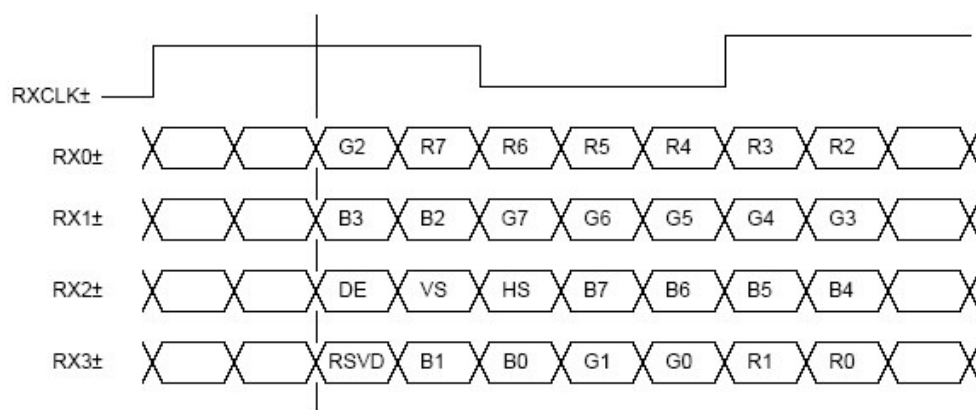 RXCLK±
RX0± G2 R7 R6 R5 R4 R3 R2
RX1± B3 B2 G7 G6 G5 G4 G3
RX2± DE VS HS B7 B6 B5 B4
RX3± RSVD B1 B0 G1 G0 R1 R0